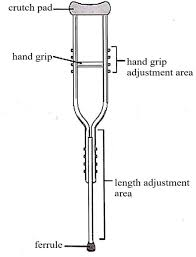 crutch pad
hand grip
hand grip
adjustment area
length adjustment
area
ferrule